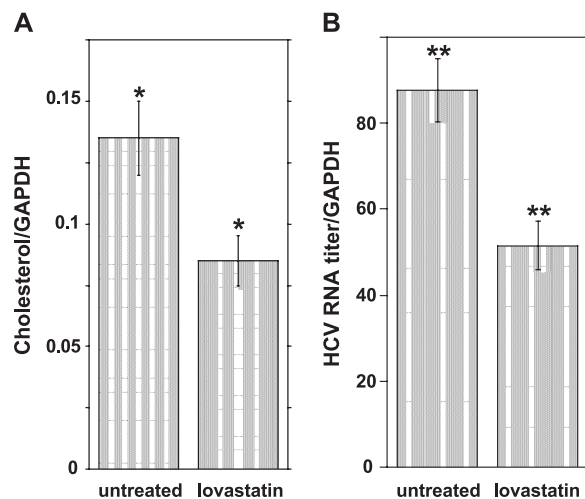 A
Cholesterol/GAPDH
0.15
0.1
0.05
0
*
*
untreated
lovastatin
B
HCV RNA titer/GAPDH
80
60
40
20
0
**
**
untreated
lovastatin